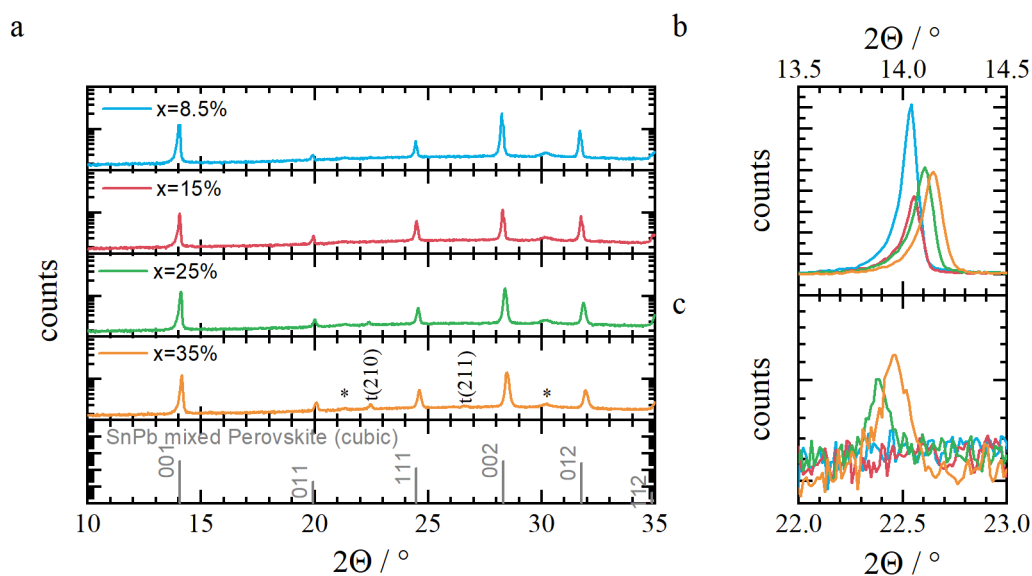 a
x=8.5%
x=15%
x=25%
x=35%
*
t(210)
t(211)
*
SnPb mixed Perovskite (cubic)
001
011
111
002
012
112
counts
10 15 20 25 30 35
2Θ / °
b
2Θ / °
13.5 14.0 14.5
counts
c
counts
22.0 22.5 23.0
2Θ / °